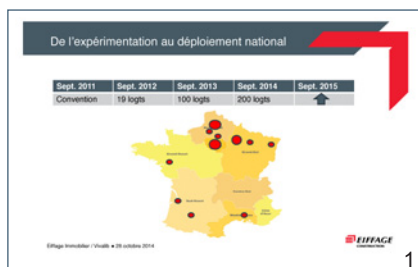 De l'expérimentation au déploiement national
Sept. 2011 Sept. 2012 Sept. 2013 Sept. 2014 Sept. 2015
Convention 19 logts 100 logts 200 logts
Eiffage Immobilier / Vivalib ● 28 octobre 2014
EIFFAGE
CONSTRUCTION
1